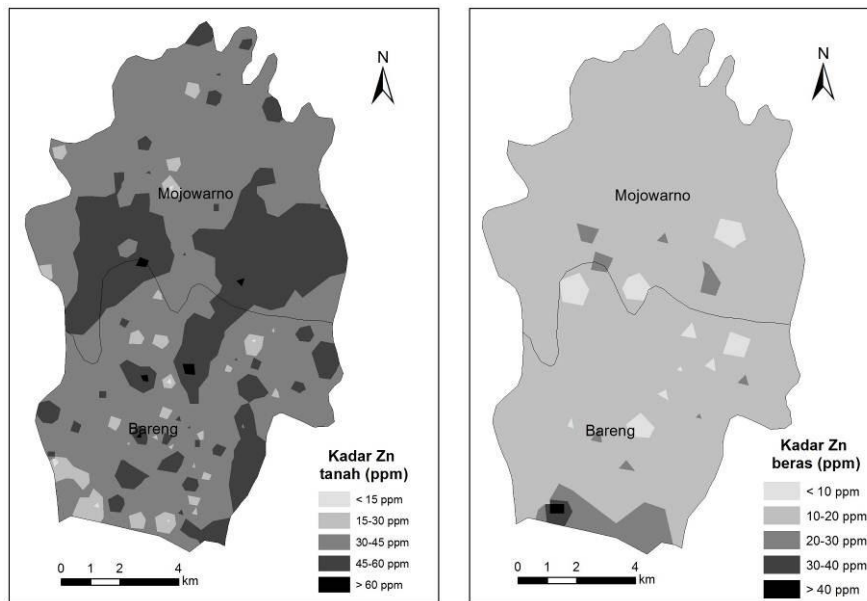 N
Mojowarno
Bareng
Kadar Zn
tanah (ppm)
< 15 ppm
15-30 ppm
30-45 ppm
45-60 ppm
> 60 ppm
0 1 2 4
km
N
Mojowarno
Bareng
Kadar Zn
beras (ppm)
< 10 ppm
10-20 ppm
20-30 ppm
30-40 ppm
> 40 ppm
0 1 2 4
km